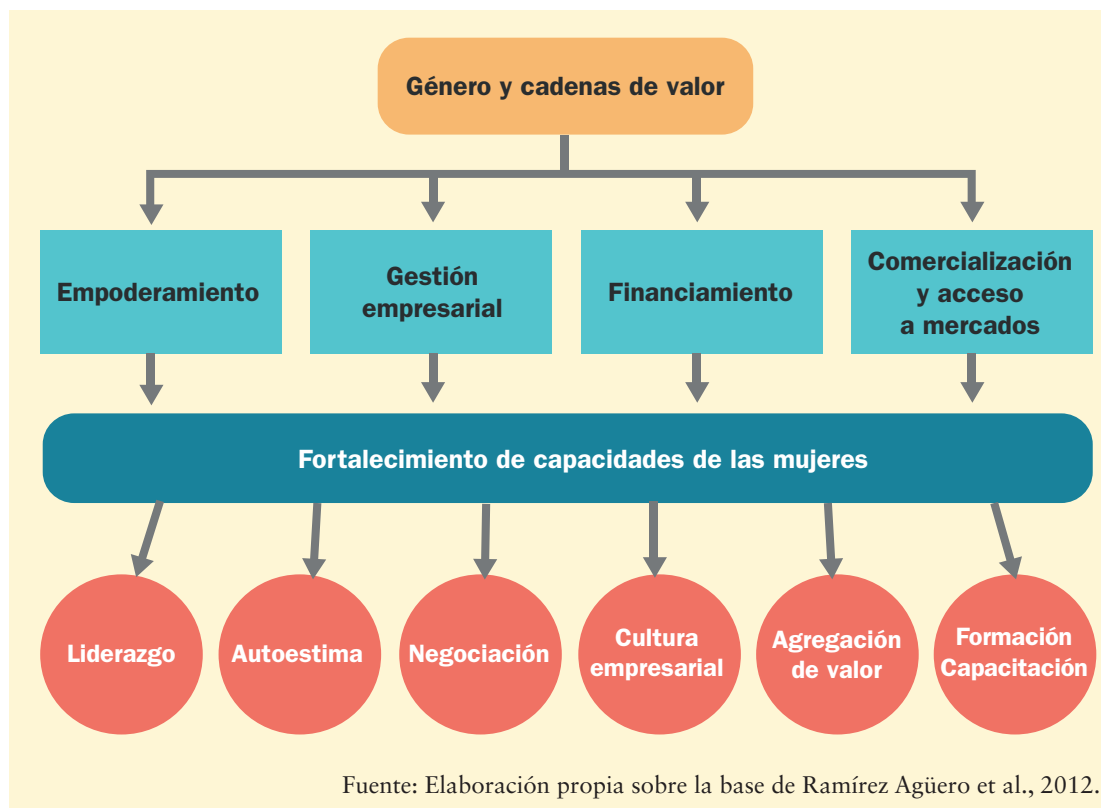 Género y cadenas de valor
Empoderamiento
Gestión
empresarial
Financiamiento
Comercialización
y acceso
a mercados
Fortalecimiento de capacidades de las mujeres
Liderazgo
Autoestima
Negociación
Cultura
empresarial
Agregación
de valor
Formación
Capacitación
Fuente: Elaboración propia sobre la base de Ramírez Agüero et al., 2012.